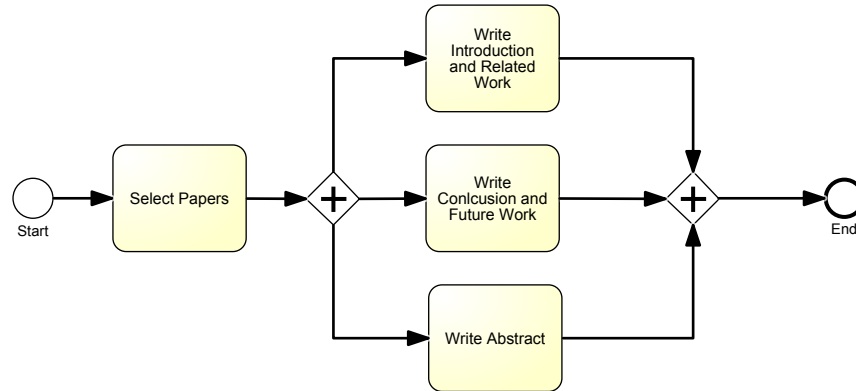 Start
Select Papers
Write
Introduction
and Related
Work
Write
Conlcusion and
Future Work
Write Abstract
End